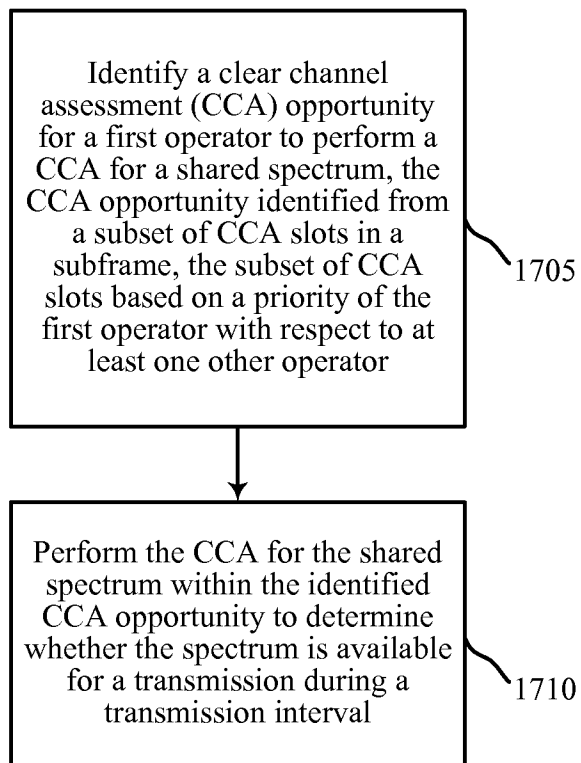 Identify a clear channel
assessment (CCA) opportunity
for a first operator to perform a
CCA for a shared spectrum, the
CCA opportunity identified from
a subset of CCA slots in a
subframe, the subset of CCA
slots based on a priority of the
first operator with respect to at
least one other operator
1705
Perform the CCA for the shared
spectrum within the identified
CCA opportunity to determine
whether the spectrum is available
for a transmission during a
transmission interval
1710